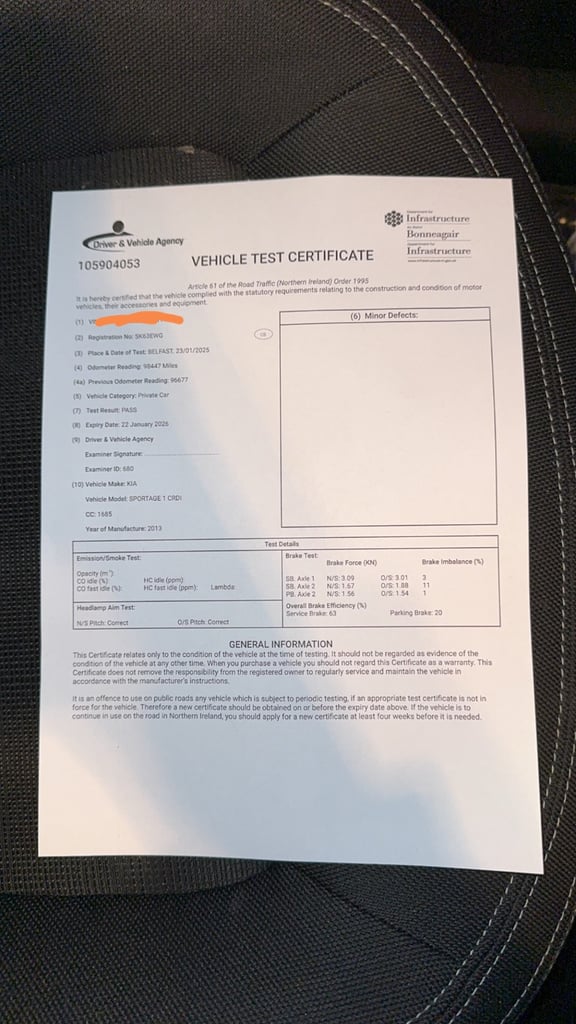 Driver & Vehicle Agency
Department for
Infrastructure
An Roinn
Bonneagair
Department for
Infrastructure
www.infrastructure-ni.gov.uk
105904053
VEHICLE TEST CERTIFICATE
Article 61 of the Road Traffic (Northern Ireland) Order 1995
It is hereby certified that the vehicle complied with the statutory requirements relating to the construction and condition of motor
vehicles, their accessories and equipment.
(1)
(2) Registration No: SK63EWG
(3) Place & Date of Test: BELFAST, 23/01/2025
(4) Odometer Reading: 98447 Miles
(4a) Previous Odometer Reading: 96677
(5) Vehicle Category: Private Car
(7) Test Result: PASS
(8) Expiry Date: 22 January 2026
(9) Driver & Vehicle Agency
Examiner Signature:
Examiner ID: 680
(10) Vehicle Make: KIA
Vehicle Model: SPORTAGE 1 CRDI
CC: 1685
Year of Manufacture: 2013
(6) Minor Defects:
Test Details
Emission/Smoke Test:
Opacity (m⁻¹):
CO idle (%): HC idle (ppm):
CO fast idle (%): HC fast idle (ppm): Lambda:
Headlamp Aim Test:
N/S Pitch: Correct O/S Pitch: Correct
Brake Test:
Brake Force (KN) Brake Imbalance (%)
SB. Axle 1 N/S: 3.09 O/S: 3.01 3
SB. Axle 2 N/S: 1.67 O/S: 1.88 11
PB. Axle 2 N/S: 1.56 O/S: 1.54 1
Overall Brake Efficiency (%)
Service Brake: 63 Parking Brake: 20
GENERAL INFORMATION
This Certificate relates only to the condition of the vehicle at the time of testing. It should not be regarded as evidence of the
condition of the vehicle at any other time. When you purchase a vehicle you should not regard this Certificate as a warranty. This
Certificate does not remove the responsibility from the registered owner to regularly service and maintain the vehicle in
accordance with the manufacturer's instructions.
It is an offence to use on public roads any vehicle which is subject to periodic testing, if an appropriate test certificate is not in
force for the vehicle. Therefore a new certificate should be obtained on or before the expiry date above. If the vehicle is to
continue in use on the road in Northern Ireland, you should apply for a new certificate at least four weeks before it is needed.